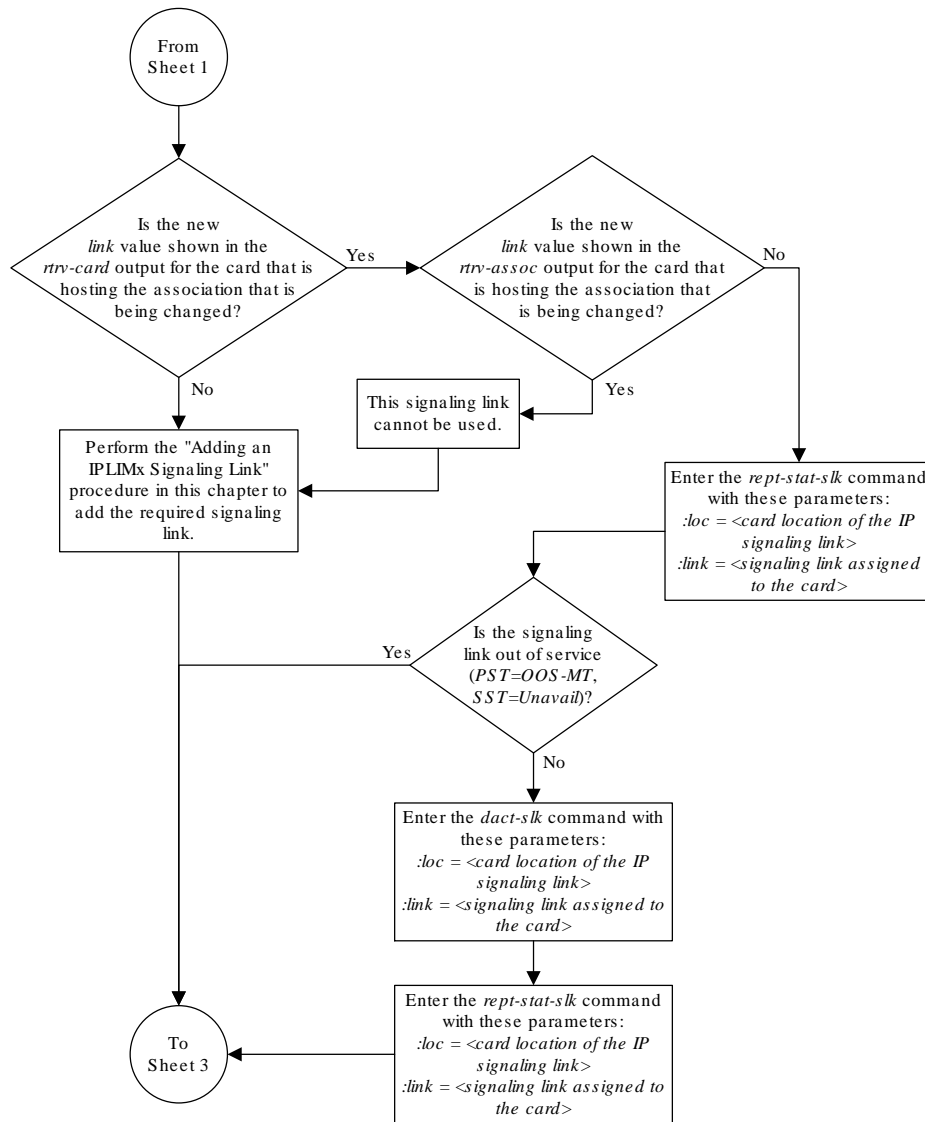 From
Sheet 1
Is the new
link value shown in the
rtrv-card output for the card that is
hosting the association that is
being changed?
Yes
Is the new
link value shown in the
rtrv-assoc output for the card that
is hosting the association that
is being changed?
No
No
Yes
This signaling link
cannot be used.
Perform the "Adding an
IPLIMx Signaling Link"
procedure in this chapter to
add the required signaling
link.
Enter the rept-stat-slk command
with these parameters:
:loc = <card location of the IP
signaling link>
:link = <signaling link assigned
to the card>
Is the signaling
link out of service
(PST=OOS-MT,
SST=Unavail)?
Yes
No
Enter the dact-slk command with
these parameters:
:loc = <card location of the IP
signaling link>
:link = <signaling link assigned to
the card>
Enter the rept-stat-slk command
with these parameters:
:loc = <card location of the IP
signaling link>
:link = <signaling link assigned to
the card>
To
Sheet 3